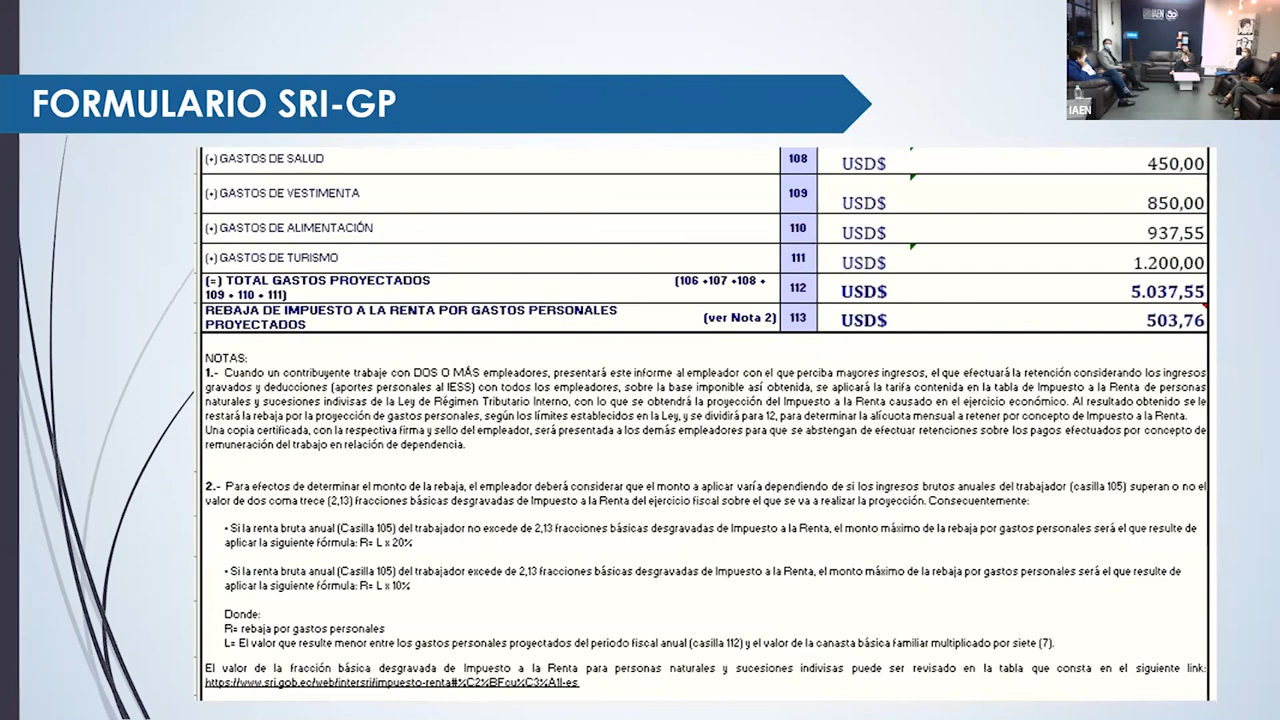 IAEN 50
IAEN
FORMULARIO SRI-GP
(+) GASTOS DE SALUD 108 USD$ 450,00
(+) GASTOS DE VESTIMENTA 109 USD$ 850,00
(+) GASTOS DE ALIMENTACIÓN 110 USD$ 937,55
(+) GASTOS DE TURISMO 111 USD$ 1.200,00
(=) TOTAL GASTOS PROYECTADOS (106 +107 +108 +
109 + 110 + 111) 112 USD$ 5.037,55
REBAJA DE IMPUESTO A LA RENTA POR GASTOS PERSONALES
PROYECTADOS (ver Nota 2) 113 USD$ 503,76
NOTAS:
1.- Cuando un contribuyente trabaje con DOS O MÁS empleadores, presentará este informe al empleador con el que perciba mayores ingresos, el que efectuará la retención considerando los ingresos
gravados y deducciones (aportes personales al IESS) con todos los empleadores, sobre la base imponible así obtenida, se aplicará la tarifa contenida en la tabla de Impuesto a la Renta de personas
naturales y sucesiones indivisas de la Ley de Régimen Tributario Interno, con lo que se obtendrá la proyección del Impuesto a la Renta causado en el ejercicio económico. Al resultado obtenido se le
restará la rebaja por la proyección de gastos personales, según los límites establecidos en la Ley, y se dividirá para 12, para determinar la alícuota mensual a retener por concepto de Impuesto a la Renta.
Una copia certificada, con la respectiva firma y sello del empleador, será presentada a los demás empleadores para que se abstengan de efectuar retenciones sobre los pagos efectuados por concepto de
remuneración del trabajo en relación de dependencia.
2.- Para efectos de determinar el monto de la rebaja, el empleador deberá considerar que el monto a aplicar varía dependiendo de si los ingresos brutos anuales del trabajador (casilla 105) superan o no el
valor de dos coma trece (2,13) fracciones básicas desgravadas de Impuesto a la Renta del ejercicio fiscal sobre el que se va a realizar la proyección. Consecuentemente:
• Si la renta bruta anual (Casilla 105) del trabajador no excede de 2,13 fracciones básicas desgravadas de Impuesto a la Renta, el monto máximo de la rebaja por gastos personales será el que resulte de
aplicar la siguiente fórmula: R= L x 20%
• Si la renta bruta anual (Casilla 105) del trabajador excede de 2,13 fracciones básicas desgravadas de Impuesto a la Renta, el monto máximo de la rebaja por gastos personales será el que resulte de
aplicar la siguiente fórmula: R= L x 10%
Donde:
R= rebaja por gastos personales
L= El valor que resulte menor entre los gastos personales proyectados del periodo fiscal anual (casilla 112) y el valor de la canasta básica familiar multiplicado por siete (7).
El valor de la fracción básica desgravada de Impuesto a la Renta para personas naturales y sucesiones indivisas puede ser revisado en la tabla que consta en el siguiente link:
https://www.sri.gob.ec/web/intersri/impuesto-renta#%C2%BFcu%C3%A1l-es